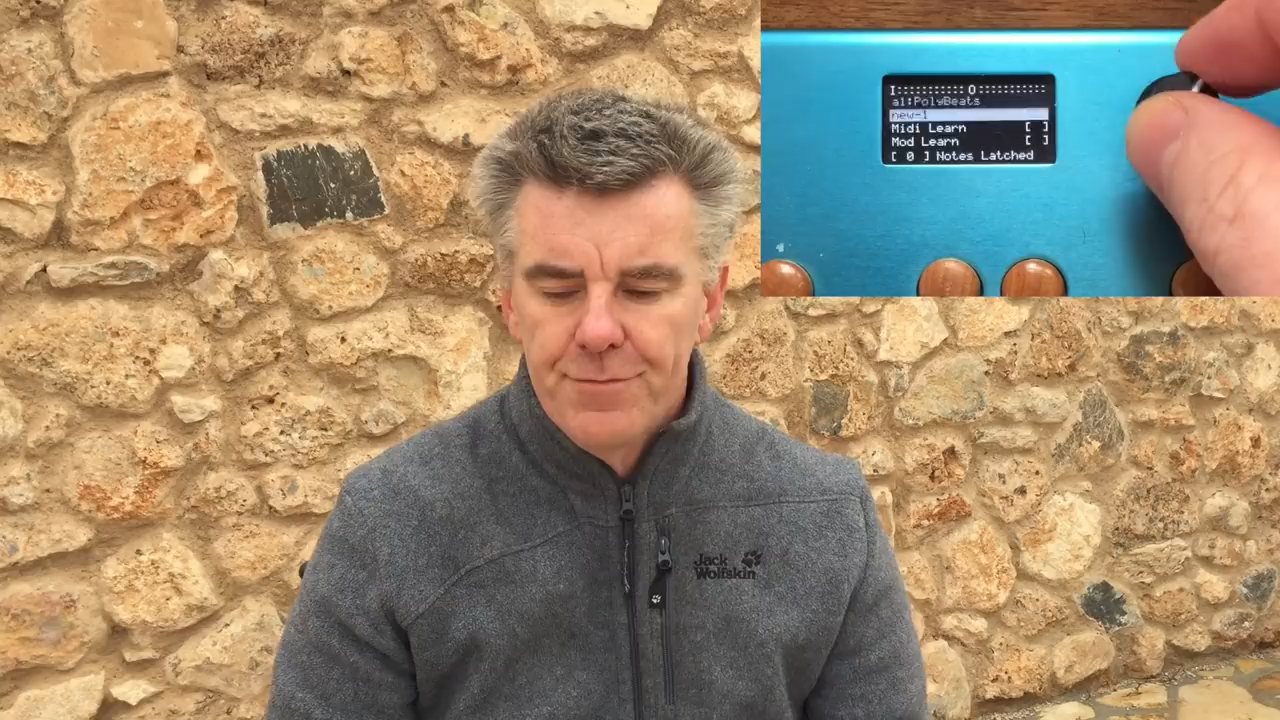 I::::::::::::O::::::::::::
a1:PolyBeats
new-1
Midi Learn [ ]
Mod Learn [ ]
[ 0 ] Notes Latched
Jack
Wolfskin